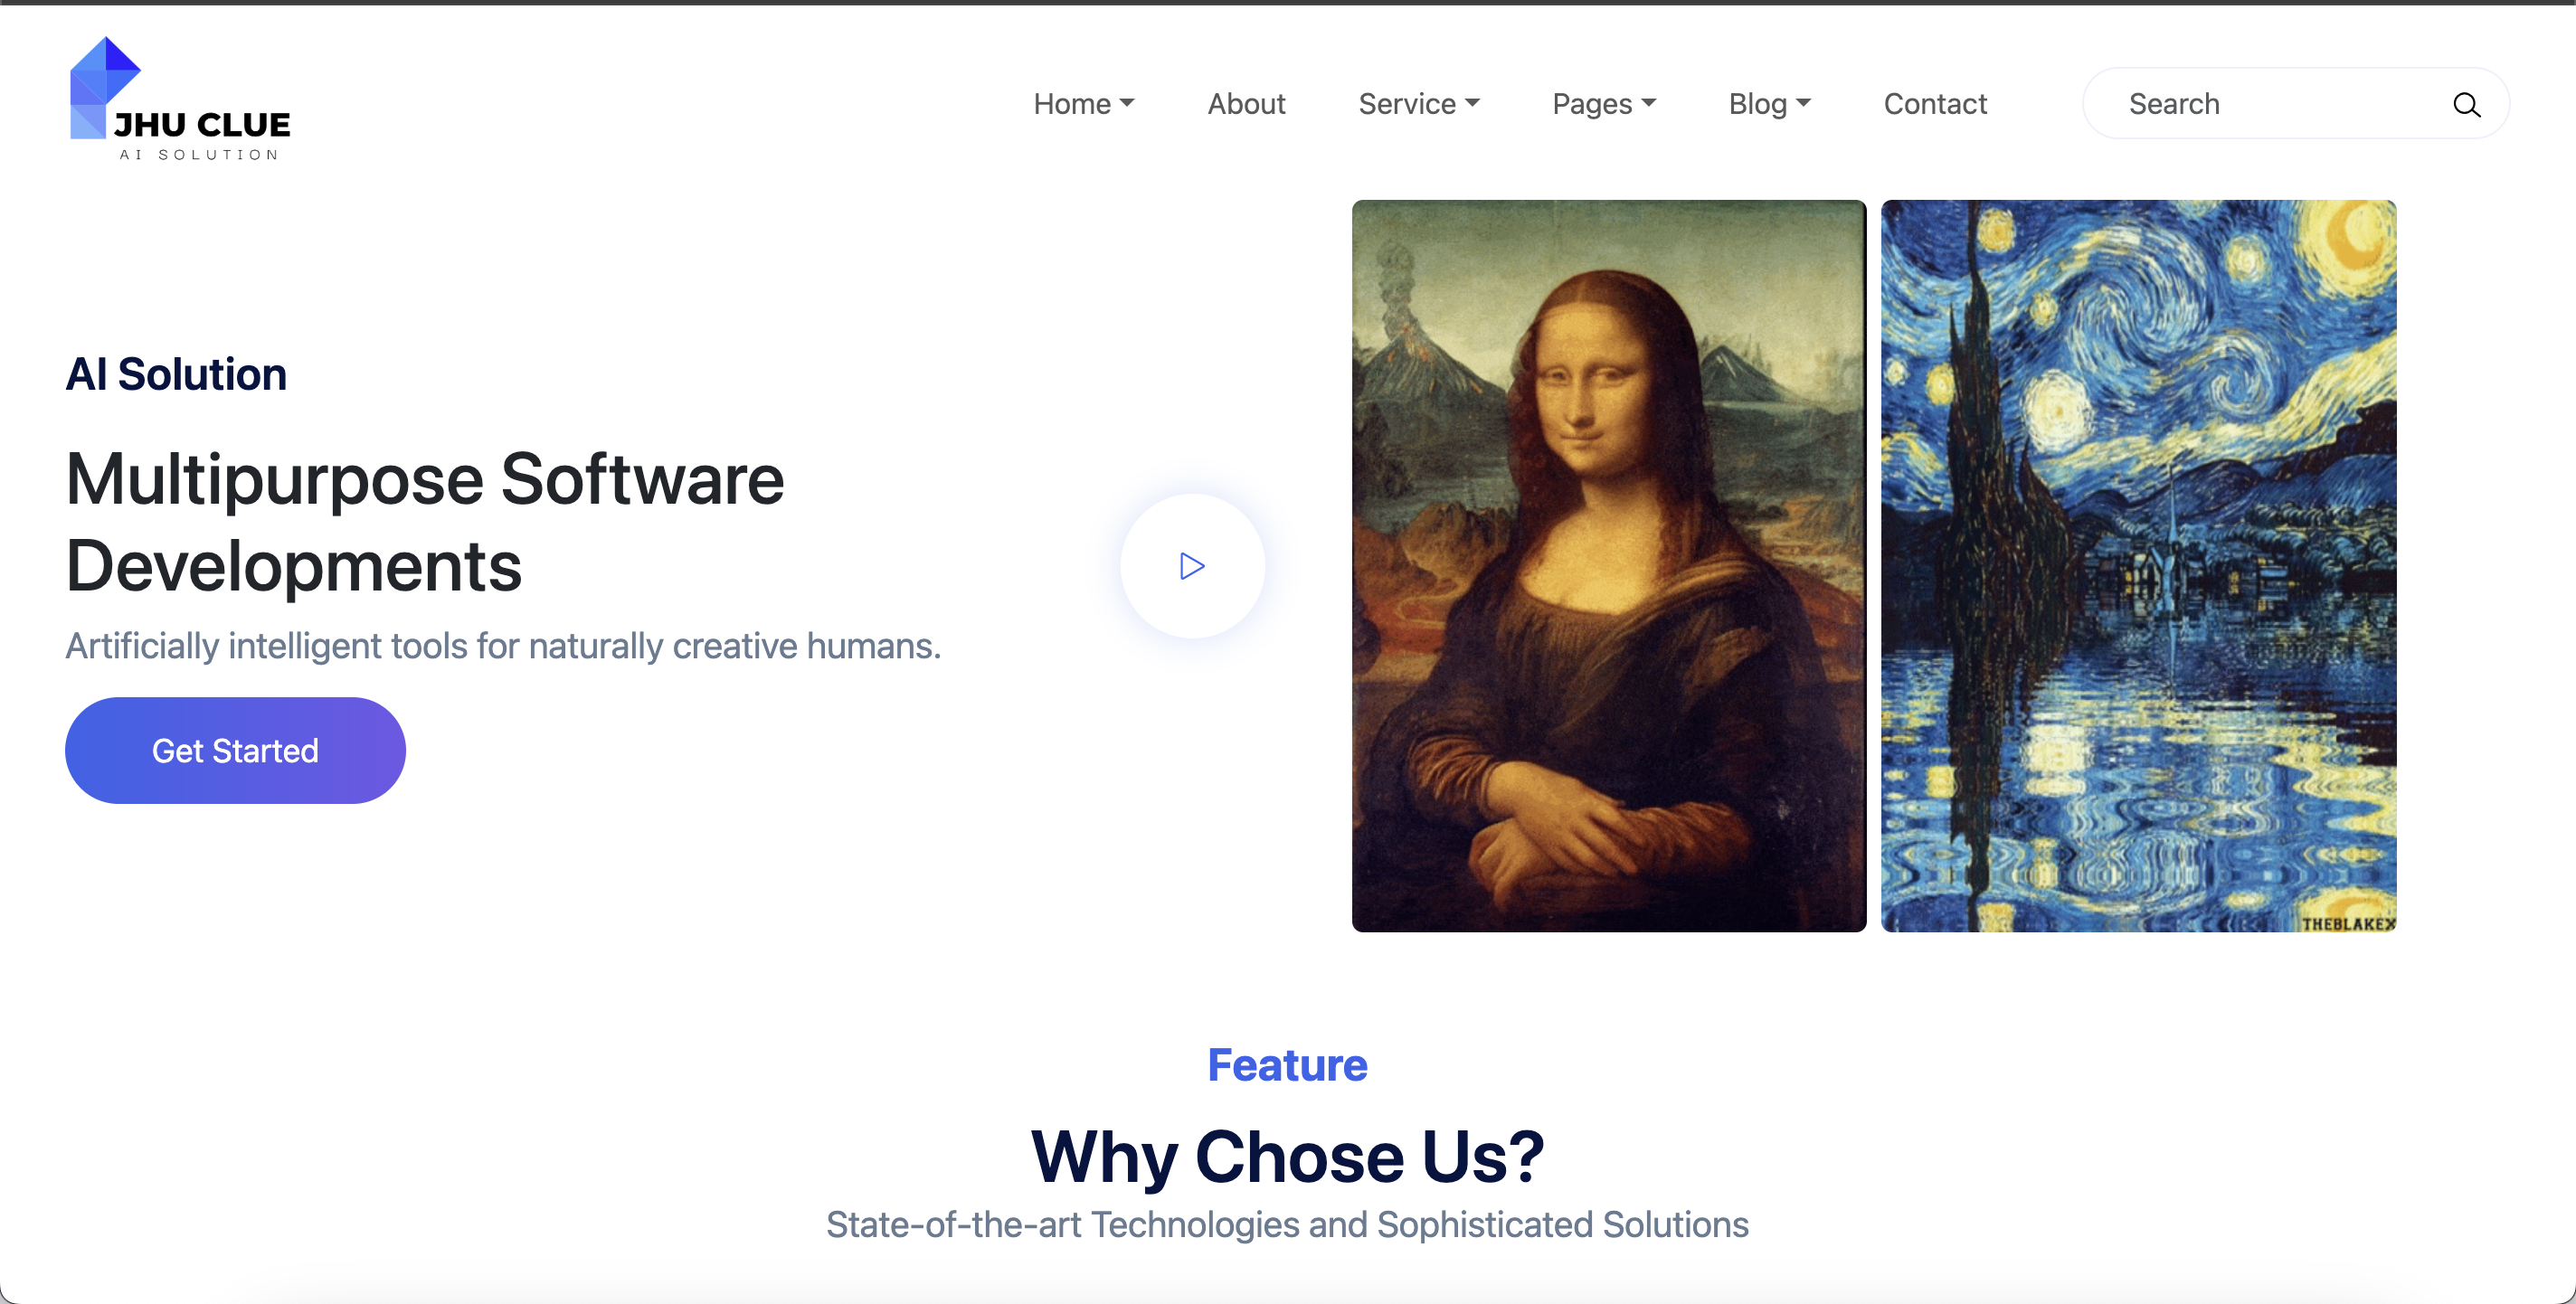 JHU CLUE
AI SOLUTION
Home
About
Service
Pages
Blog
Contact
Search
AI Solution
Multipurpose Software
Developments
Artificially intelligent tools for naturally creative humans.
Get Started
THEBLAKEX
Feature
Why Chose Us?
State-of-the-art Technologies and Sophisticated Solutions